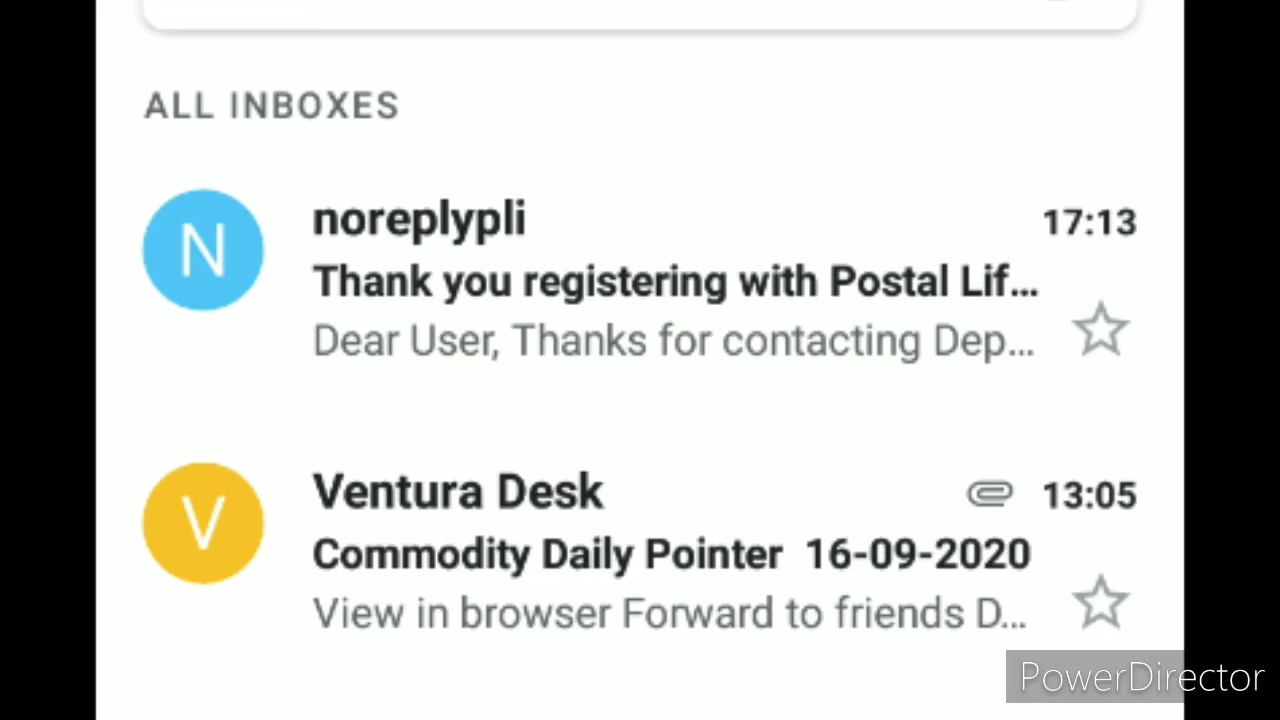 ALL INBOXES
N
noreplypli
17:13
Thank you registering with Postal Lif...
Dear User, Thanks for contacting Dep...
V
Ventura Desk
13:05
Commodity Daily Pointer 16-09-2020
View in browser Forward to friends D...
PowerDirector